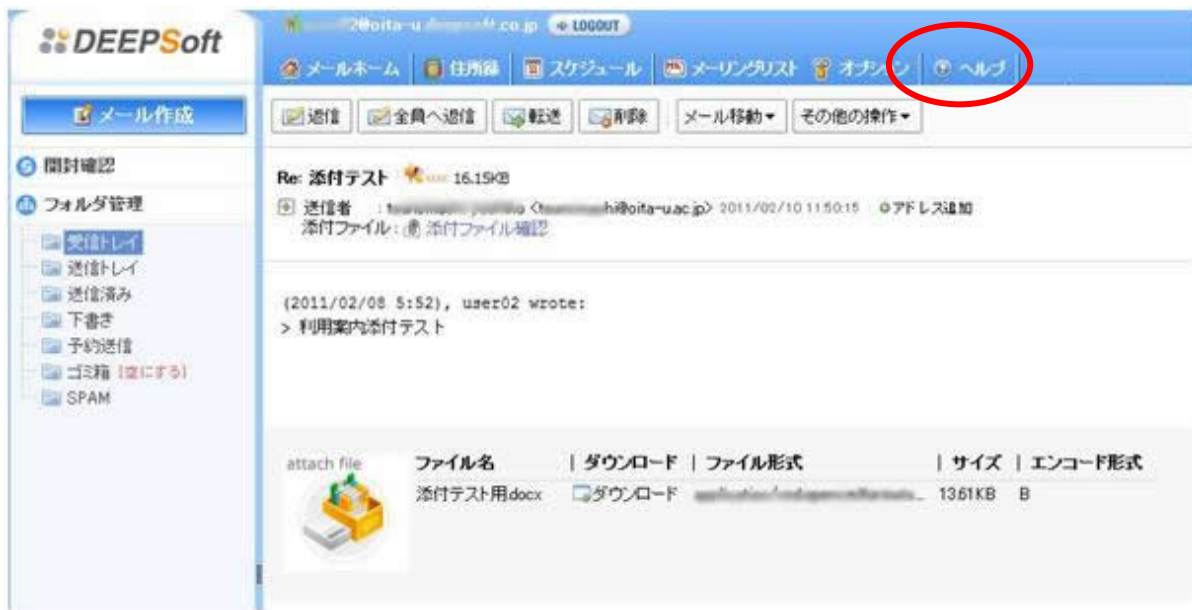 DEEPSoft
LOGOUT
メールホーム 住所録 スケジュール メーリングリスト オプション ヘルプ
メール作成
返信 全員へ返信 転送 削除 メール移動▼ その他の操作▼
開封確認
フォルダ管理
受信トレイ
送信トレイ
送信済み
下書き
予約送信
ゴミ箱 [空にする]
SPAM
Re: 添付テスト 16.15KB
送信者 : hi@oita-u.ac.jp> 2011/02/10 11:50:15 アドレス追加
添付ファイル : 添付ファイル確認
(2011/02/08 5:52), user02 wrote:
> 利用案内添付テスト
attach file
ファイル名 | ダウンロード | ファイル形式 | サイズ | エンコード形式
添付テスト用.docx ダウンロード 13.61KB B